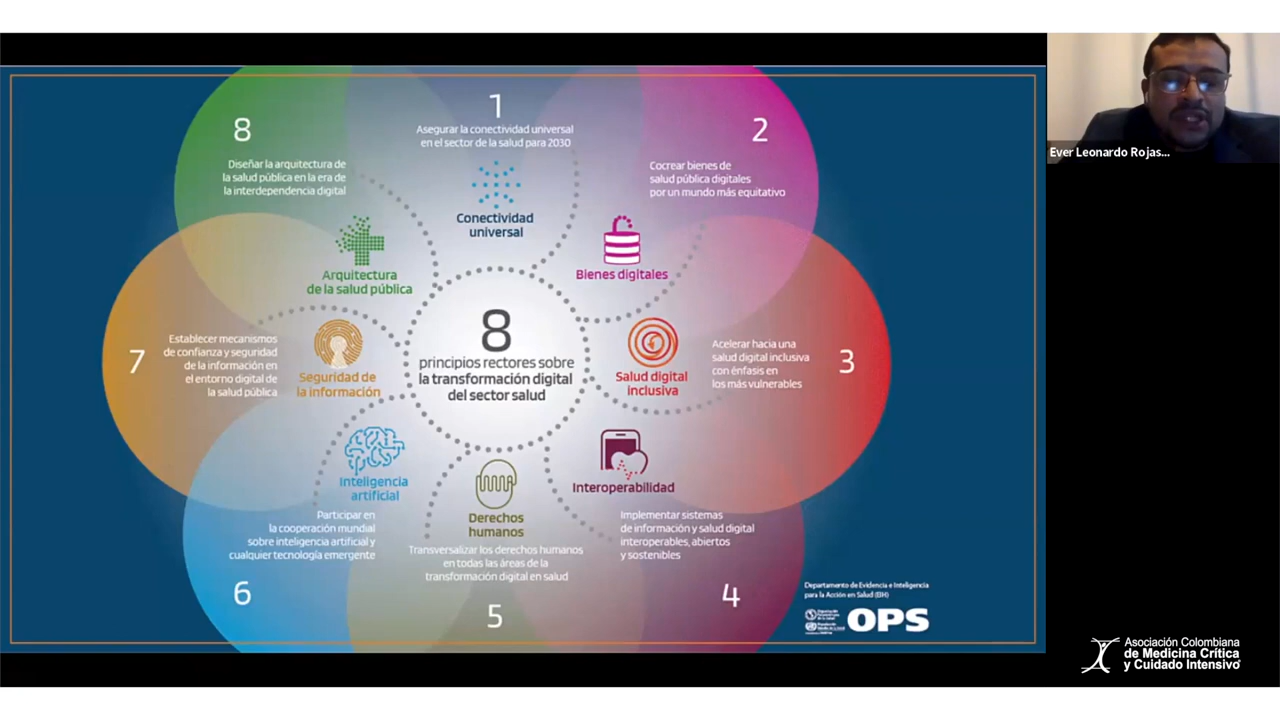 1
Asegurar la conectividad universal
en el sector de la salud para 2030
Conectividad
universal
2
Cocrear bienes de
salud pública digitales
por un mundo más equitativo
Bienes digitales
3
Acelerar hacia una
salud digital inclusiva
con énfasis en
los más vulnerables
Salud digital
inclusiva
4
Interoperabilidad
Implementar sistemas
de información y salud digital
interoperables, abiertos
y sostenibles
5
Derechos
humanos
Transversalizar los derechos humanos
en todas las áreas de la
transformación digital en salud
6
Inteligencia
artificial
Participar en
la cooperación mundial
sobre inteligencia artificial y
cualquier tecnología emergente
7
Establecer mecanismos
de confianza y seguridad
de la información en
el entorno digital de
la salud pública
Seguridad de
la información
8
Diseñar la arquitectura de
la salud pública en la era de
la interdependencia digital
Arquitectura
de la salud pública
8
principios rectores sobre
la transformación digital
del sector salud
Departamento de Evidencia e Inteligencia
para la Acción en Salud (EIH)
OPS
Ever Leonardo Rojas...
Asociación Colombiana
de Medicina Crítica
y Cuidado Intensivo